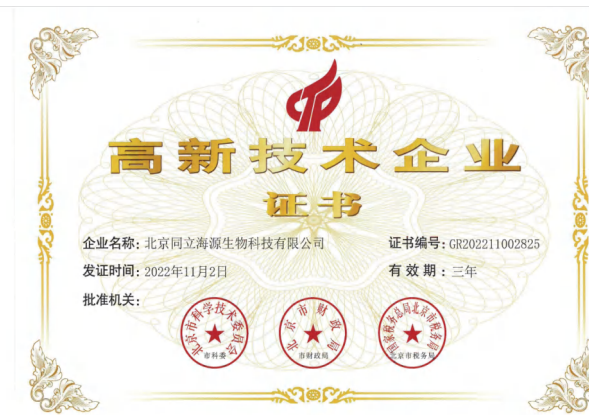 高新技术企业
证书
企业名称：北京同立海源生物科技有限公司
证书编号：GR202211002825
发证时间：2022年11月2日
有效期：三年
批准机关：
北京市科学技术委员会
市科委
北京市财政局
市财政局
国家税务总局北京市税务局
北京市税务局